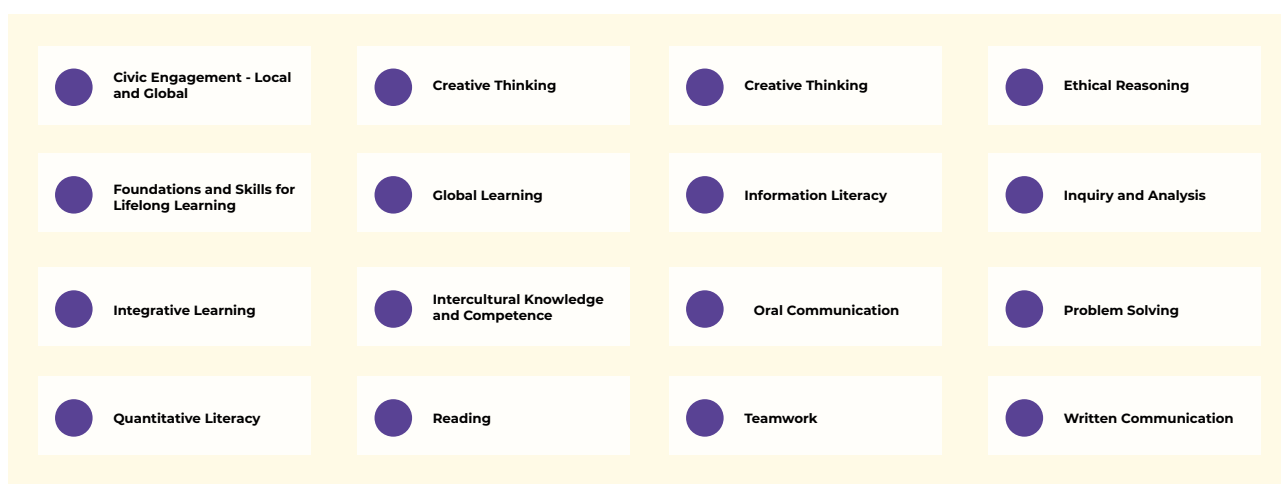 Civic Engagement - Local
and Global
Creative Thinking
Creative Thinking
Ethical Reasoning
Foundations and Skills for
Lifelong Learning
Global Learning
Information Literacy
Inquiry and Analysis
Integrative Learning
Intercultural Knowledge
and Competence
Oral Communication
Problem Solving
Quantitative Literacy
Reading
Teamwork
Written Communication